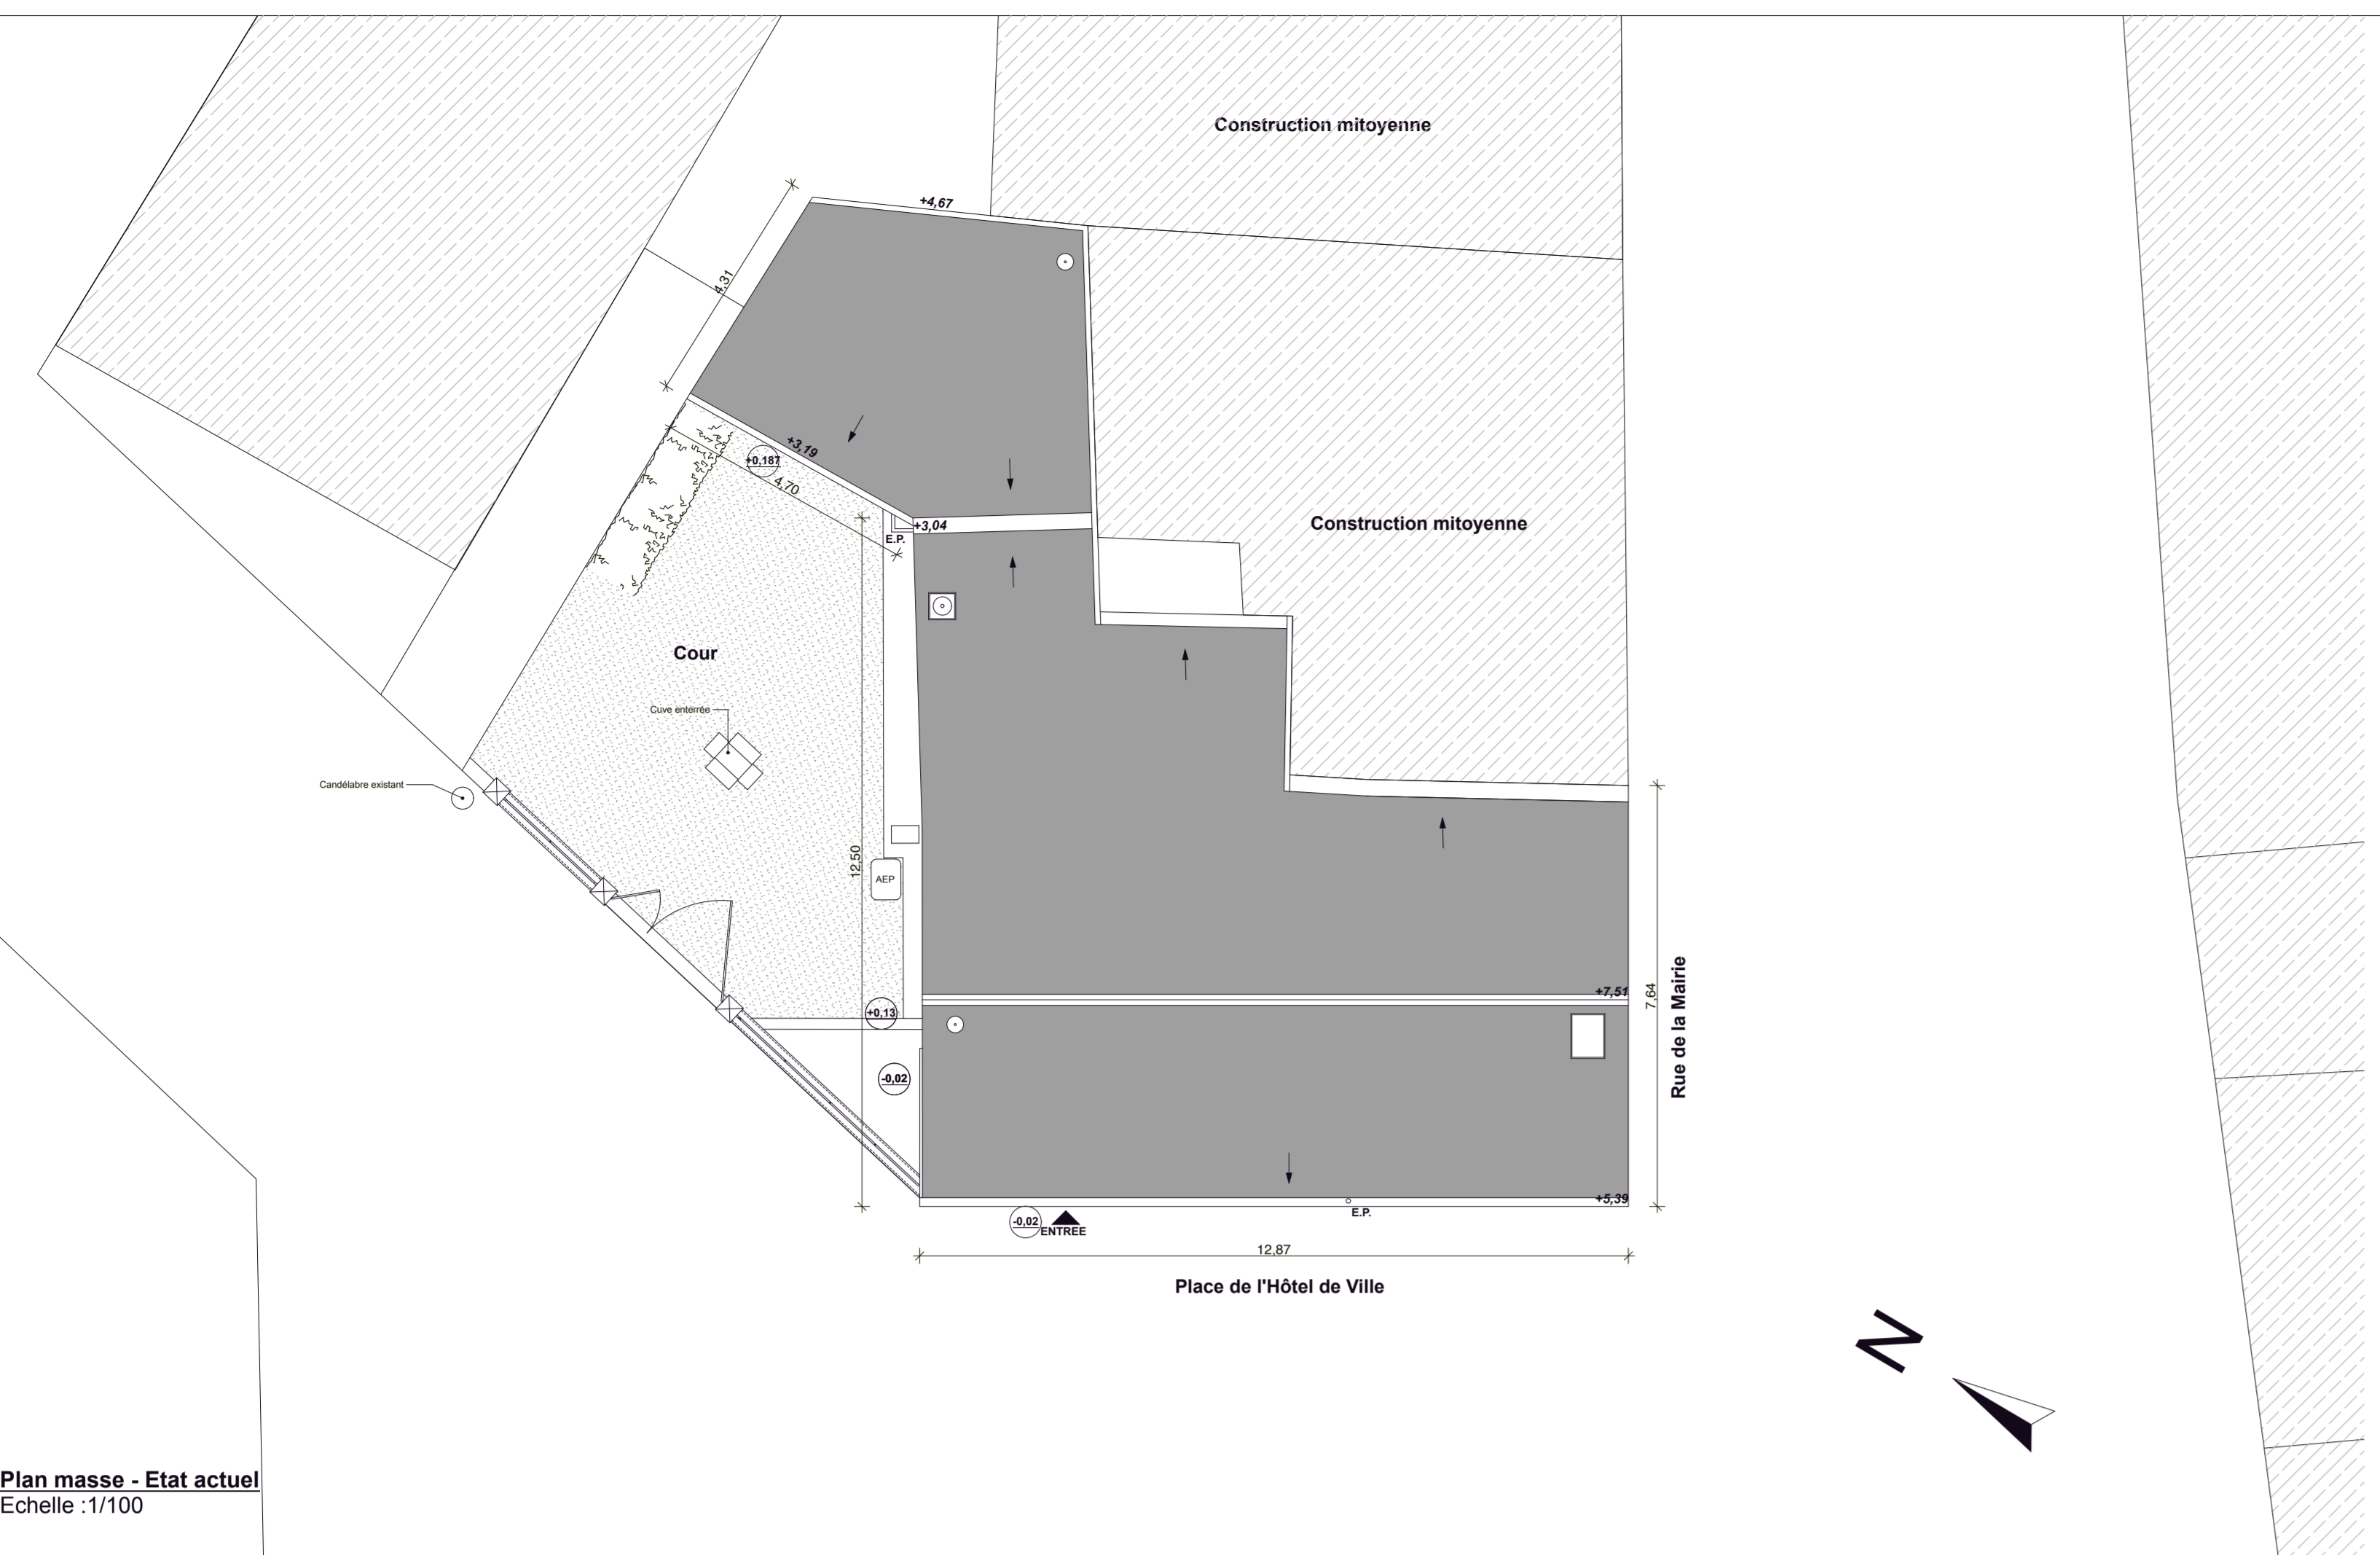 Construction mitoyenne
+4,67
4,31
+3,19
+0,187
4,70
+3,04
E.P.
Construction mitoyenne
Cour
Cuve enterrée
Candélabre existant
12,50
AEP
+7,51
7,64
Rue de la Mairie
+0,13
-0,02
+5,39
E.P.
-0,02
ENTREE
12,87
Place de l'Hôtel de Ville
N
Plan masse - Etat actuel
Echelle :1/100